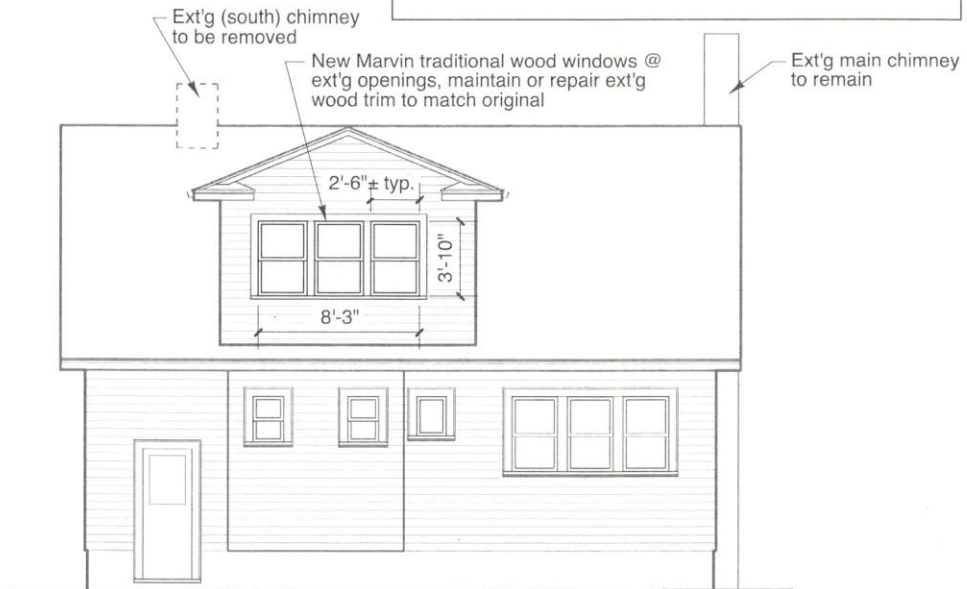 Ext'g (south) chimney
to be removed
New Marvin traditional wood windows @
ext'g openings, maintain or repair ext'g
wood trim to match original
Ext'g main chimney
to remain
2'-6"± typ.
3'-10"
8'-3"